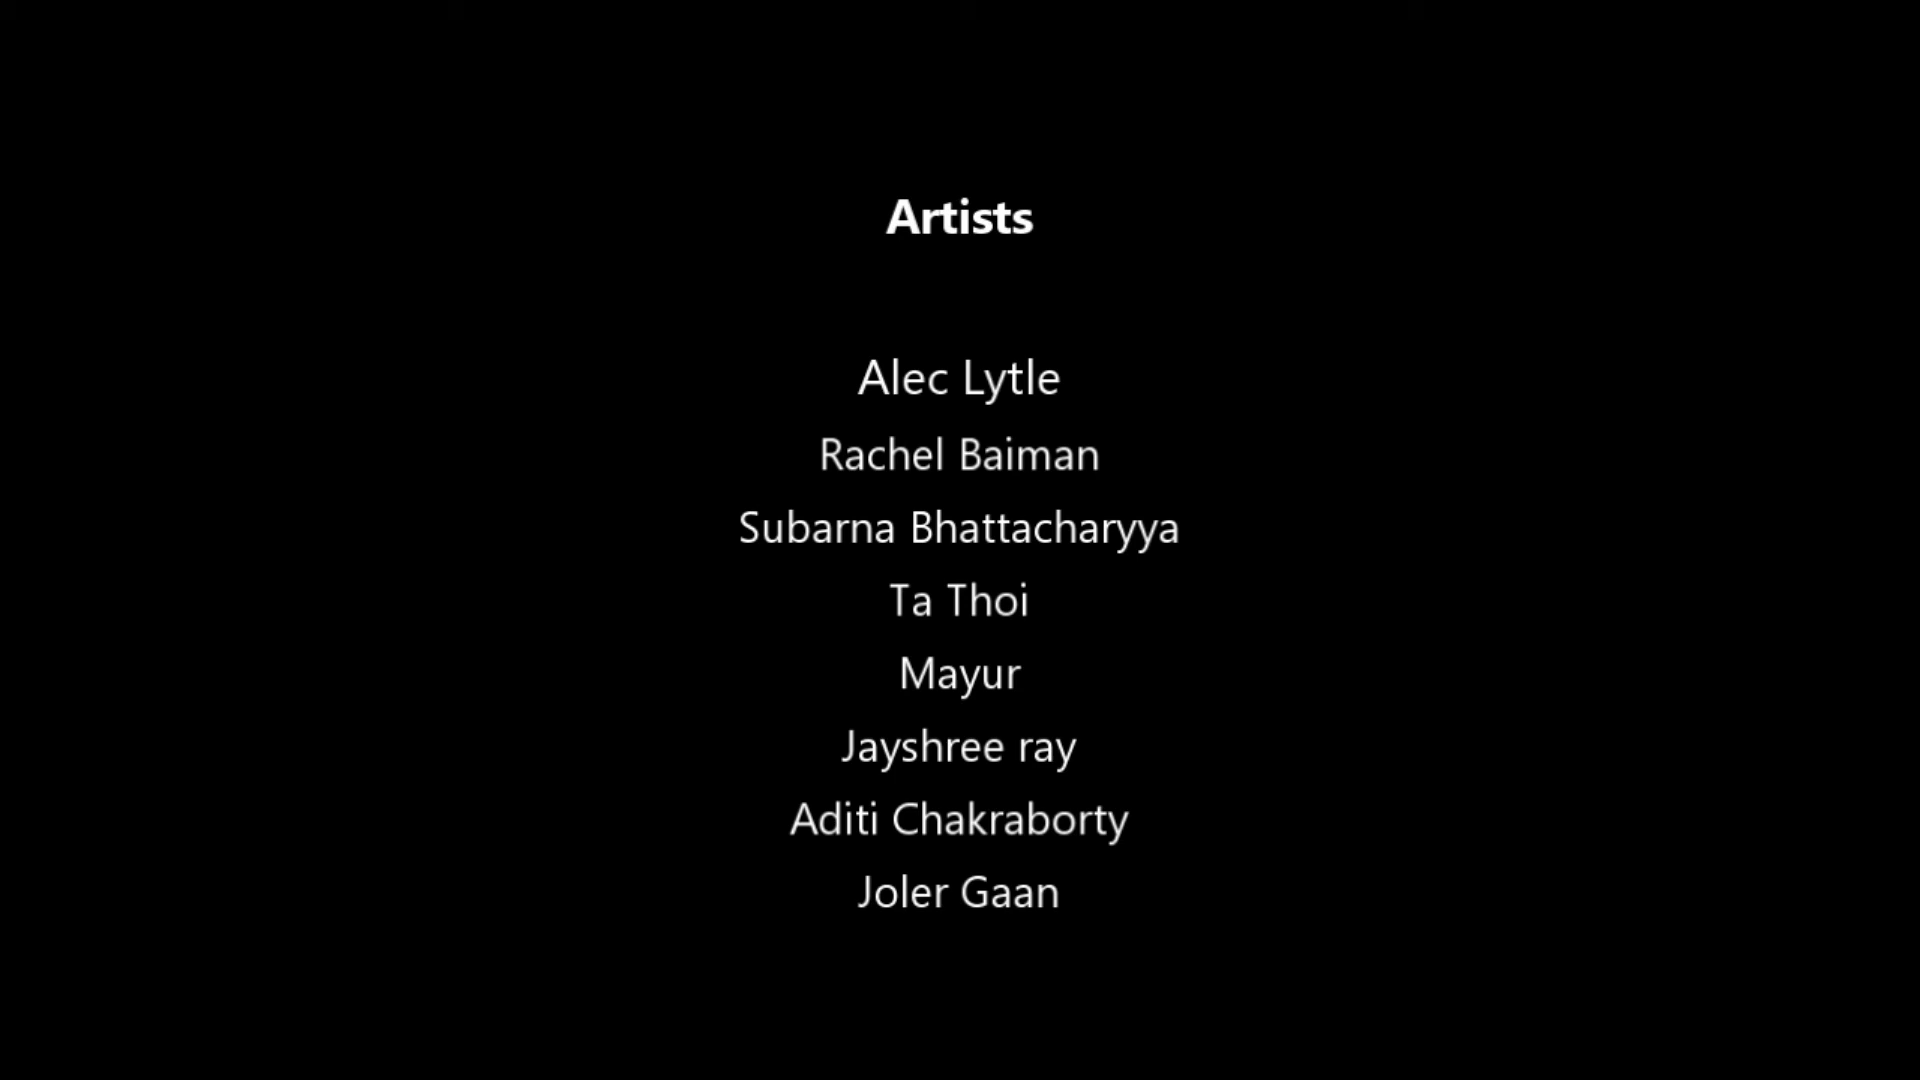 Artists
Alec Lytle
Rachel Baiman
Subarna Bhattacharyya
Ta Thoi
Mayur
Jayshree ray
Aditi Chakraborty
Joler Gaan